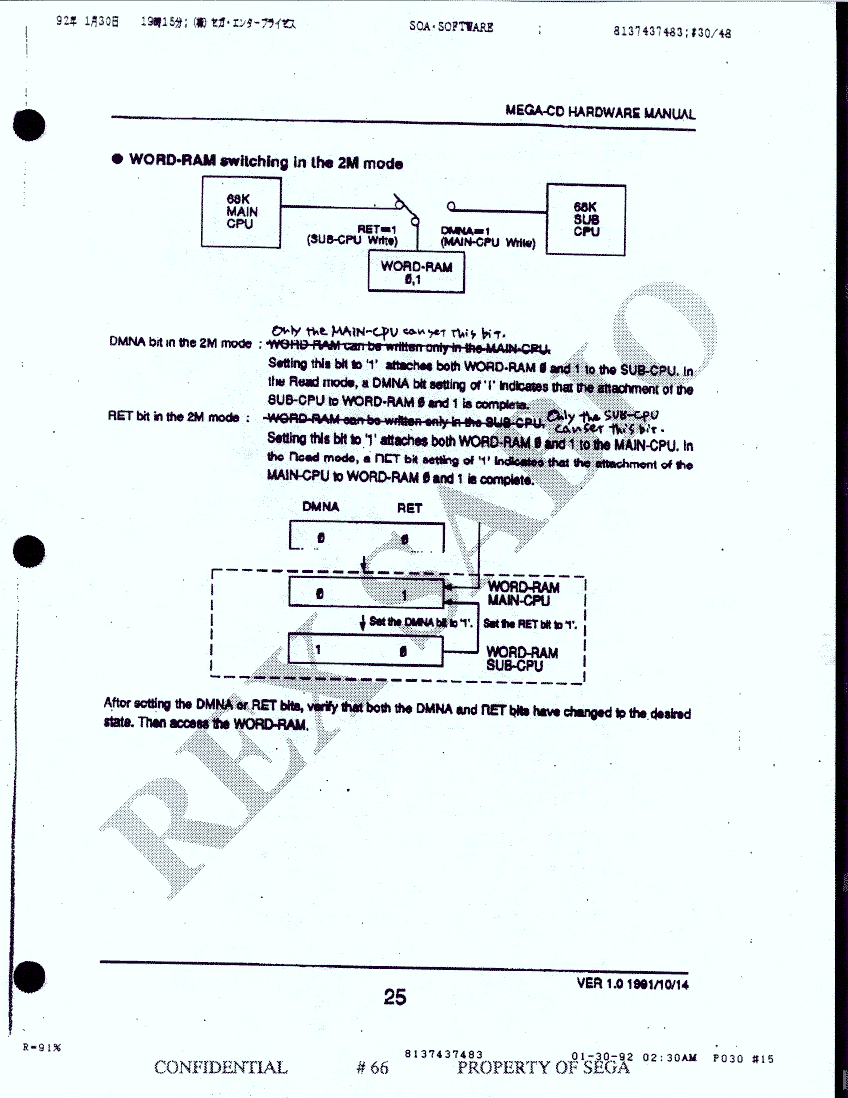 92年 1月30日 19時15分; (株) セガ・エンタープライゼス SOA-SOFTWARE ; 8137437483;#30/48
MEGA-CD HARDWARE MANUAL
● WORD-RAM switching in the 2M mode
68K
MAIN
CPU
68K
SUB
CPU
RET=1
(SUB-CPU Write)
DMNA=1
(MAIN-CPU Write)
WORD-RAM
0,1
Only the MAIN-CPU can set this bit.
DMNA bit in the 2M mode : WORD-RAM can be written only in the MAIN-CPU.
Setting this bit to '1' attaches both WORD-RAM 0 and 1 to the SUB-CPU. In
the Read mode, a DMNA bit setting of '1' indicates that the attachment of the
SUB-CPU to WORD-RAM 0 and 1 is complete.
RET bit in the 2M mode : WORD-RAM can be written only in the SUB-CPU. Only the SUB-CPU
can set this bit.
Setting this bit to '1' attaches both WORD-RAM 0 and 1 to the MAIN-CPU. In
the Read mode, a RET bit setting of '1' indicates that the attachment of the
MAIN-CPU to WORD-RAM 0 and 1 is complete.
DMNA RET
0 0
0 1
WORD-RAM
MAIN-CPU
Set the DMNA bit to '1'. Set the RET bit to '1'.
1 0
WORD-RAM
SUB-CPU
After setting the DMNA or RET bits, verify that both the DMNA and RET bits have changed to the desired
state. Then access the WORD-RAM.
REX SABIO
VER 1.0 1991/10/14
25
R=91%
8137437483 01-30-92 02:30AM P030 #15
CONFIDENTIAL #66 PROPERTY OF SEGA